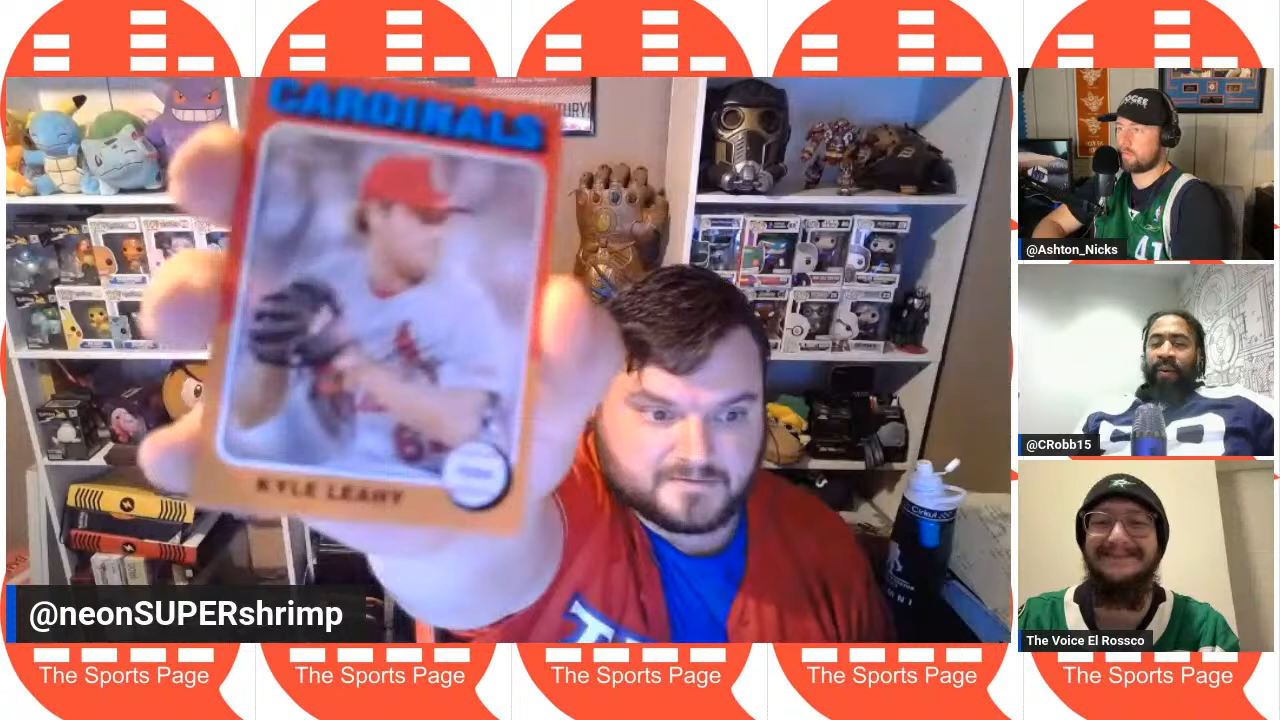 CARDINALS
KYLE LEAHY
@neonSUPERshrimp
@Ashton_Nicks
41
@CRobb15
The Voice El Rossco
The Sports Page
The Sports Page
The Sports Page
The Sports Page
The Sports Page